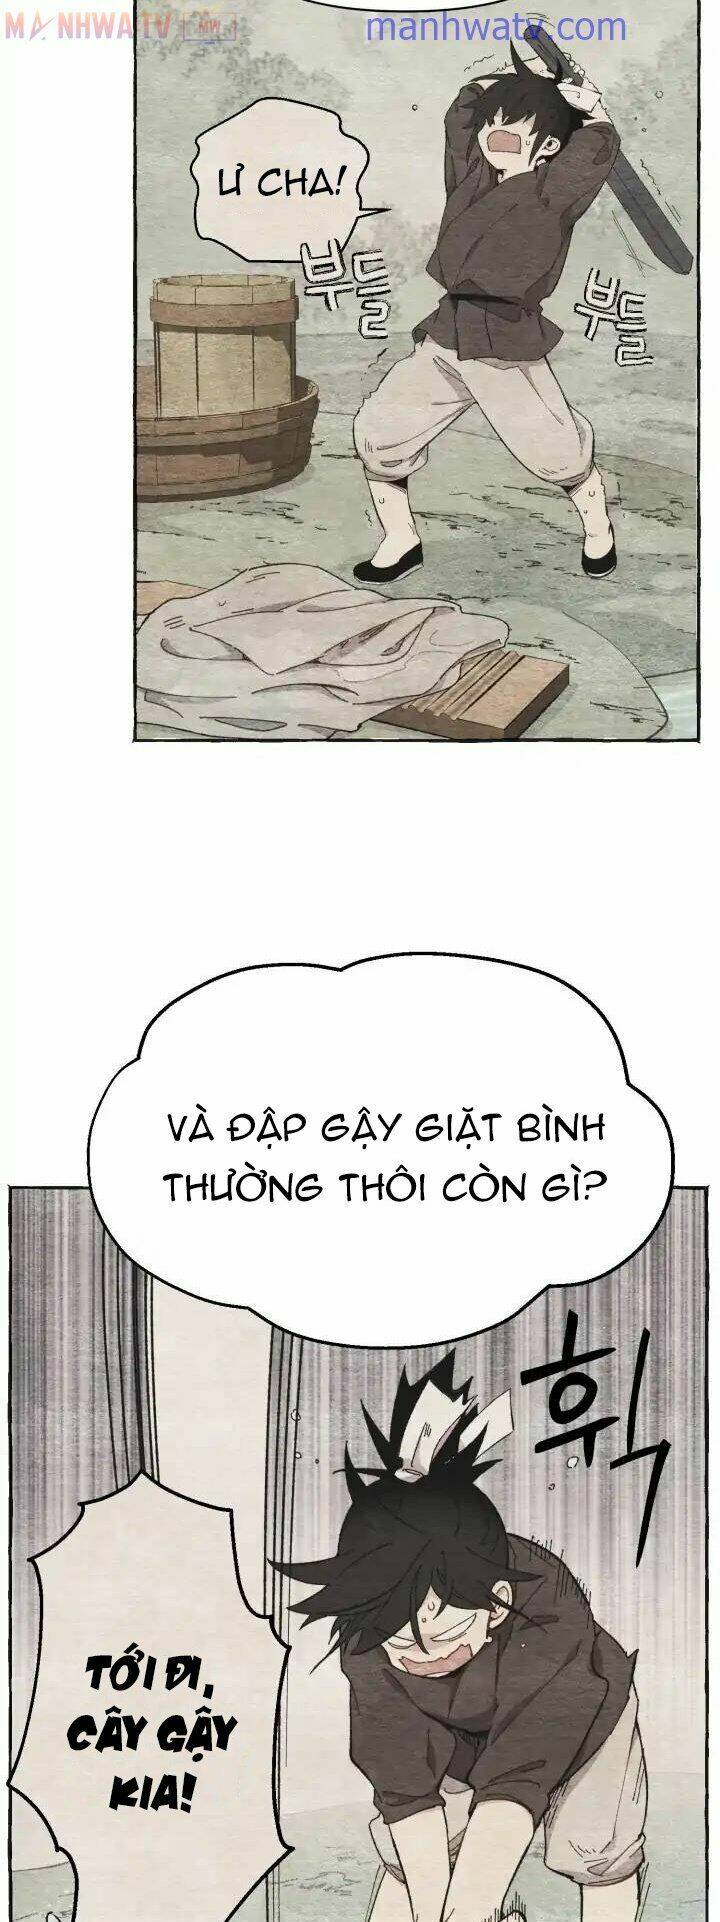 MANHWATV MW
manhwatv.com
Ư CHA!
부들
부들
VÀ ĐẬP GẬY GIẶT BÌNH
THƯỜNG THÔI CÒN GÌ?
휙
TỚI ĐI,
CÂY GẬY
KIA!